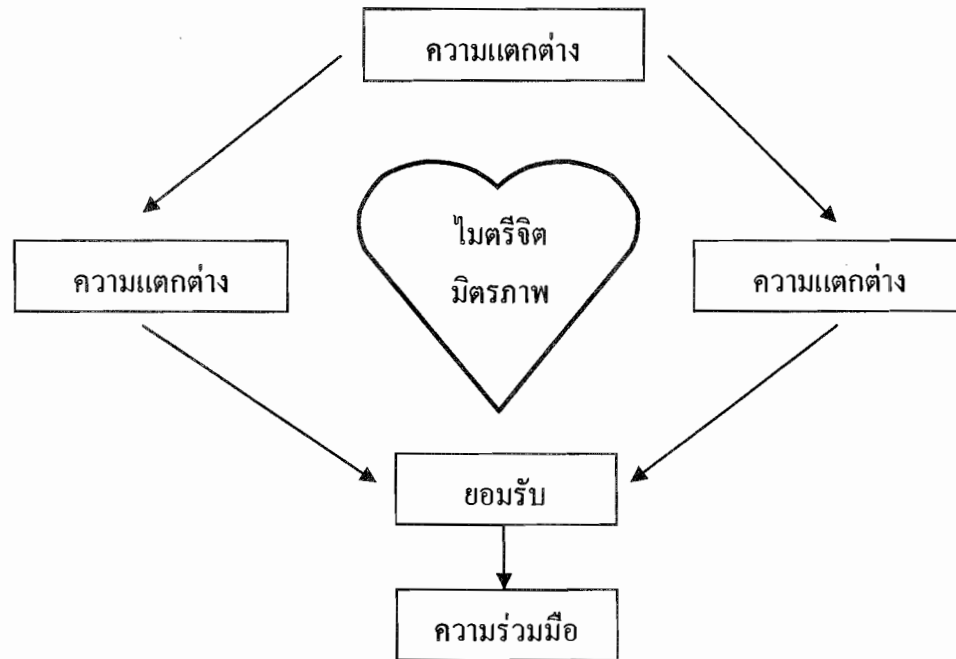 ความแตกต่าง
ไมตรีจิต
มิตรภาพ
ความแตกต่าง
ความแตกต่าง
ยอมรับ
ความร่วมมือ